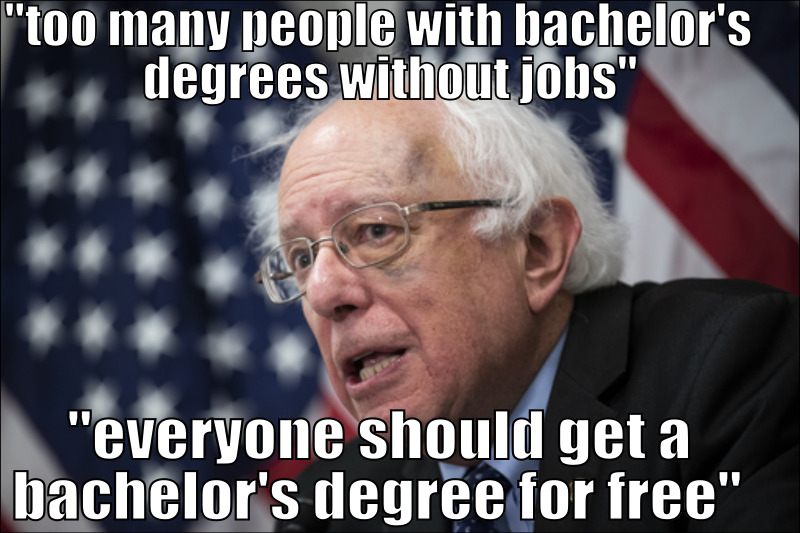 "too many people with bachelor's
degrees without jobs"
"everyone should get a
bachelor's degree for free"